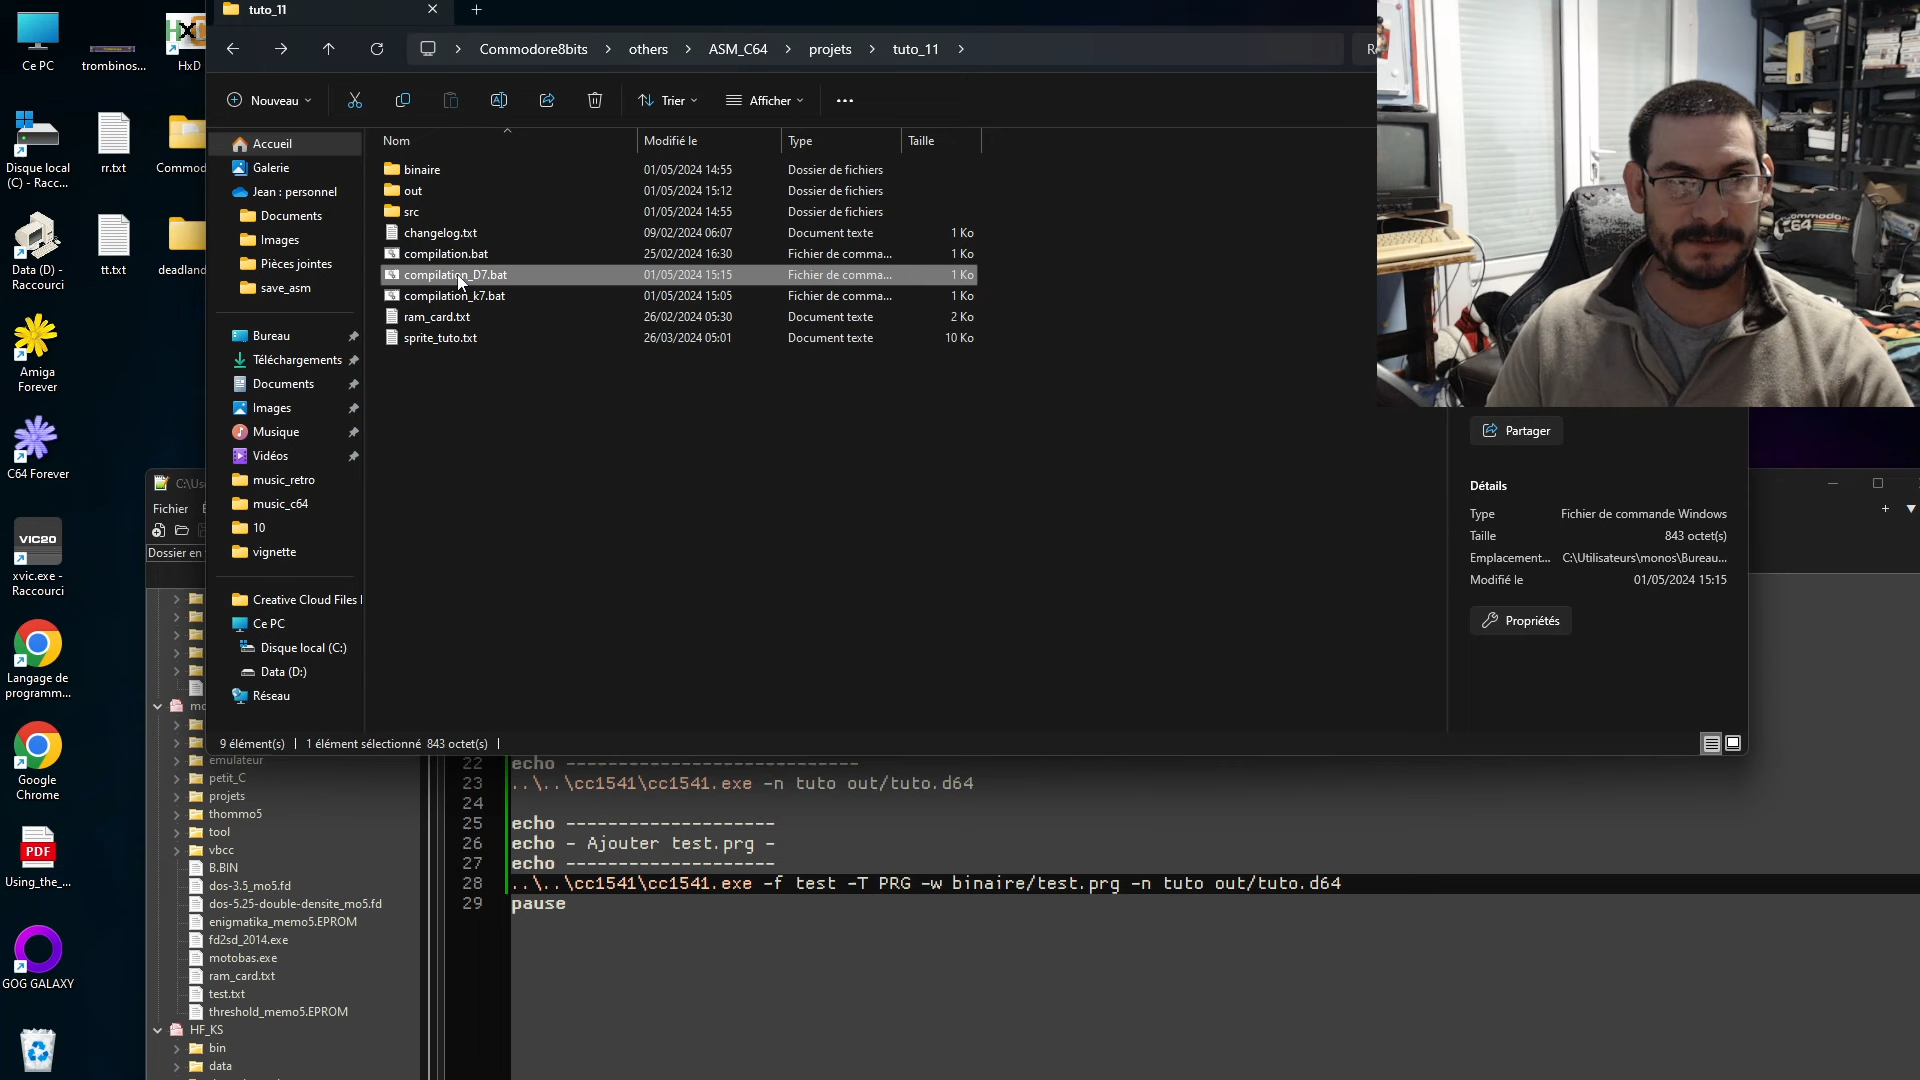 Ce PC
trombinos...
HxD
Disque local (C) - Racc...
rr.txt
Commod
Data (D) - Raccourci
tt.txt
deadland
Amiga Forever
C64 Forever
VIC20
xvic.exe - Raccourci
Langage de programm...
Google Chrome
PDF
Using_the_...
GOG GALAXY
tuto_11
Commodore8bits > others > ASM_C64 > projets > tuto_11 >
Nouveau
Trier
Afficher
Accueil
Galerie
Jean : personnel
Documents
Images
Pièces jointes
save_asm
Bureau
Téléchargements
Documents
Images
Musique
Vidéos
music_retro
music_c64
10
vignette
Creative Cloud Files
Ce PC
Disque local (C:)
Data (D:)
Réseau
Nom Modifié le Type Taille
binaire 01/05/2024 14:55 Dossier de fichiers
out 01/05/2024 15:12 Dossier de fichiers
src 01/05/2024 14:55 Dossier de fichiers
changelog.txt 09/02/2024 06:07 Document texte 1 Ko
compilation.bat 25/02/2024 16:30 Fichier de comma... 1 Ko
compilation_D7.bat 01/05/2024 15:15 Fichier de comma... 1 Ko
compilation_k7.bat 01/05/2024 15:05 Fichier de comma... 1 Ko
ram_card.txt 26/02/2024 05:30 Document texte 2 Ko
sprite_tuto.txt 26/03/2024 05:01 Document texte 10 Ko
commodore
C64
Partager
Détails
Type Fichier de commande Windows
Taille 843 octet(s)
Emplacement... C:\Utilisateurs\monos\Bureau...
Modifié le 01/05/2024 15:15
Propriétés
9 élément(s) | 1 élément sélectionné 843 octet(s) |
C:\Us
Fichier
Dossier en
mo
emulateur
petit_C
projets
thommo5
tool
vbcc
B.BIN
dos-3.5_mo5.fd
dos-5.25-double-densite_mo5.fd
enigmatika_memo5.EPROM
fd2sd_2014.exe
motobas.exe
ram_card.txt
test.txt
threshold_memo5.EPROM
HF_KS
bin
data
22 echo ----------------------------
23 ..\..\cc1541\cc1541.exe -n tuto out/tuto.d64
24
25 echo --------------------
26 echo - Ajouter test.prg -
27 echo --------------------
28 ..\..\cc1541\cc1541.exe -f test -T PRG -w binaire/test.prg -n tuto out/tuto.d64
29 pause